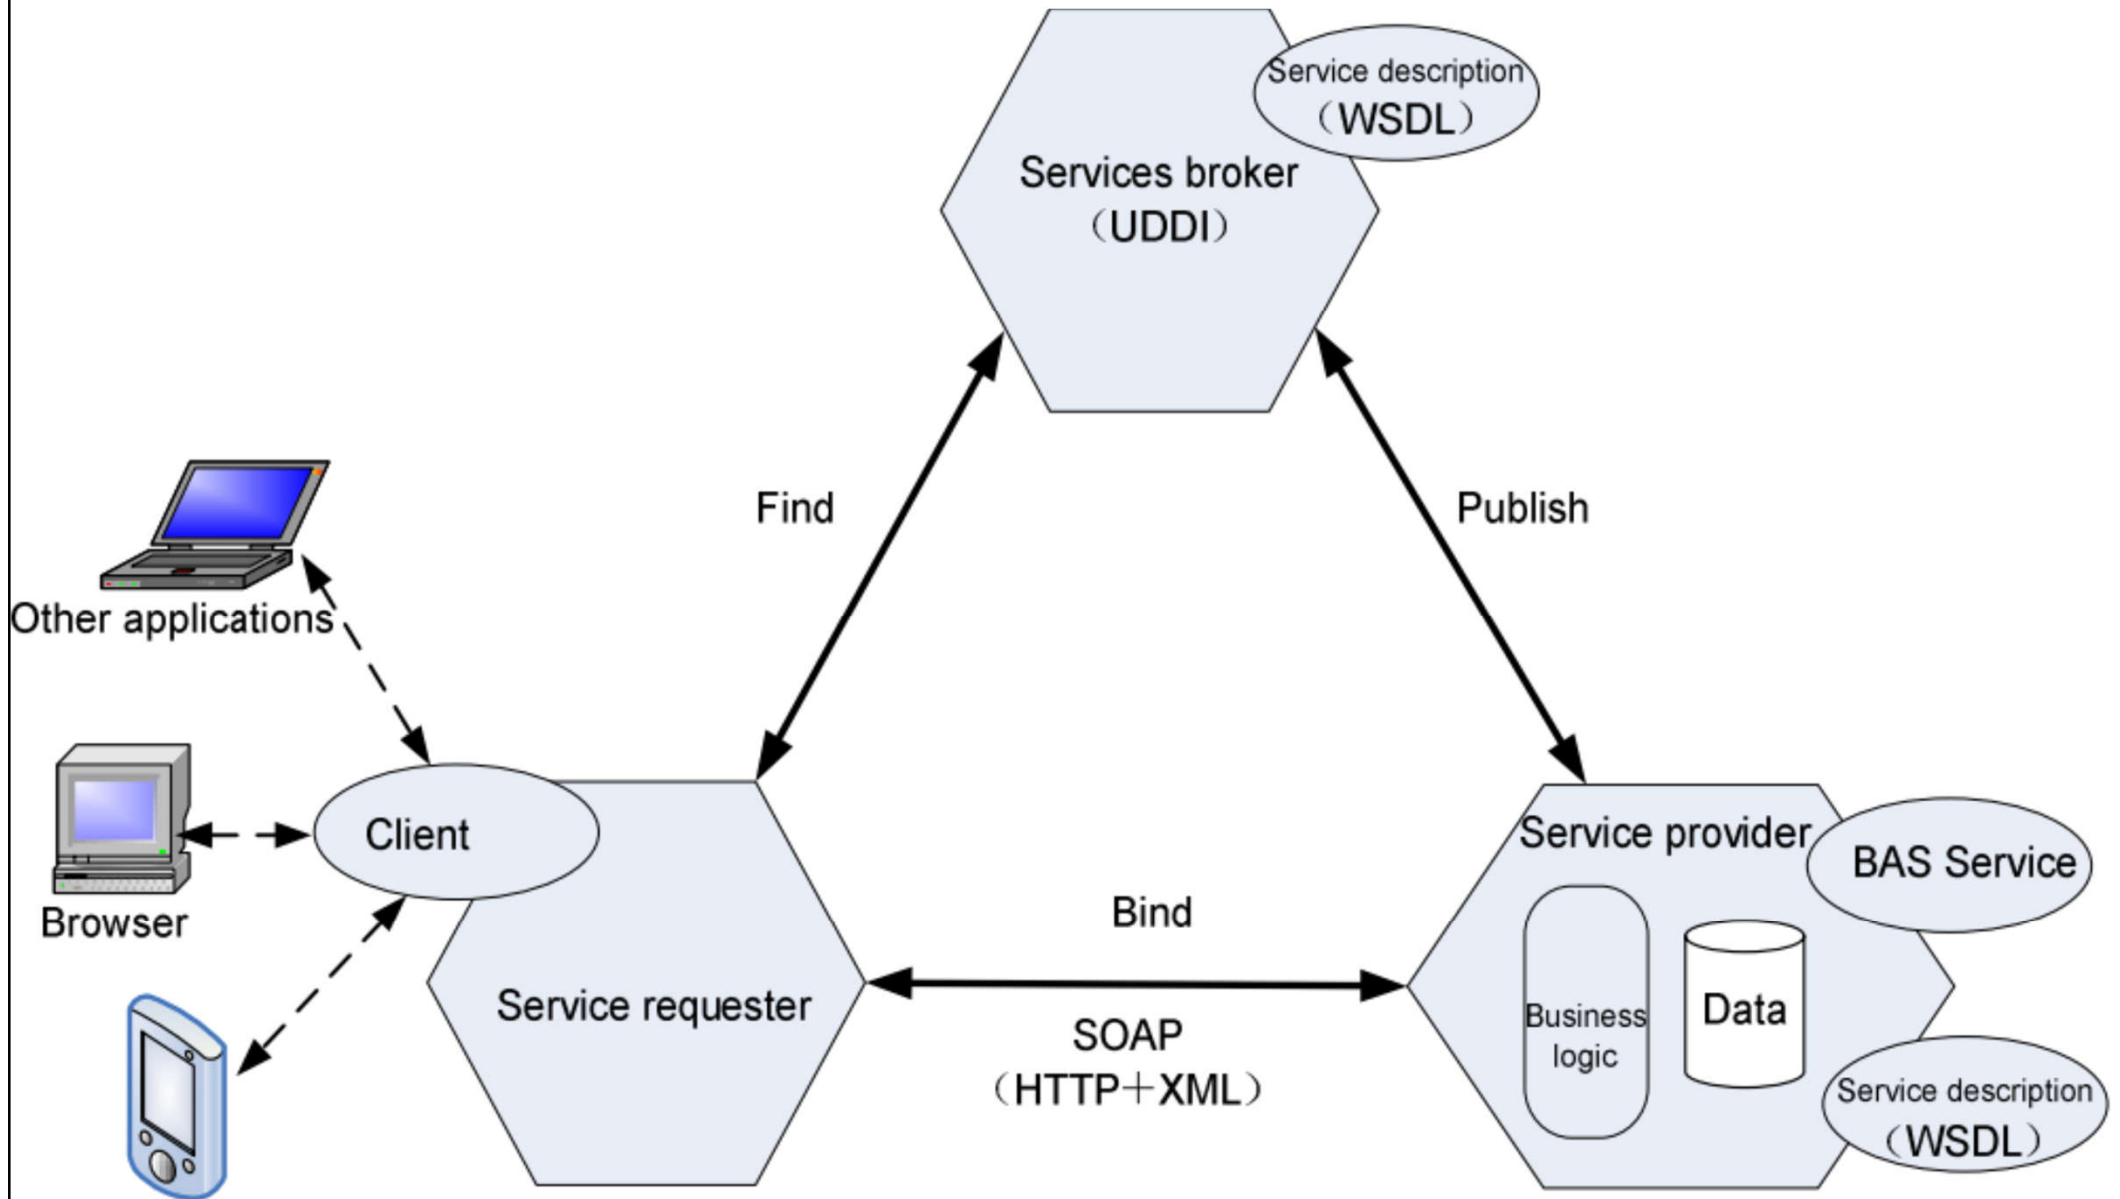 Service description
（WSDL）
Services broker
（UDDI）
Find
Publish
Other applications
Client
Browser
Service requester
Bind
SOAP
（HTTP＋XML）
Service provider
BAS Service
Business
logic
Data
Service description
（WSDL）